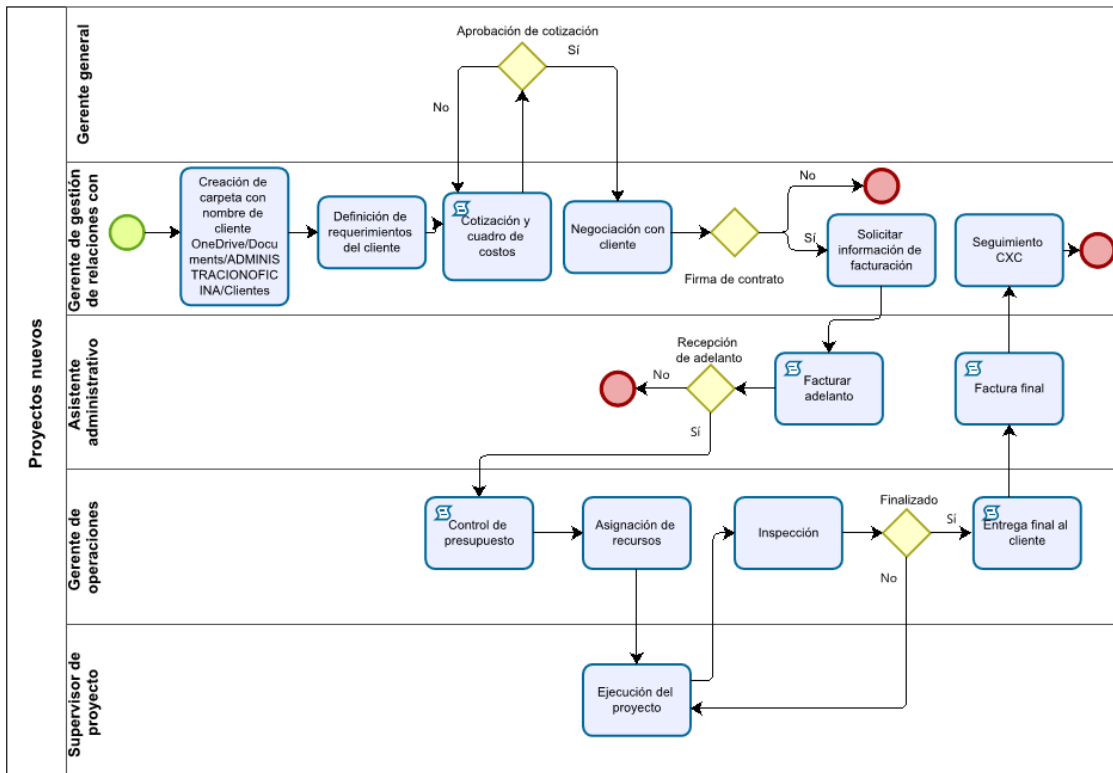 Proyectos nuevos
Gerente general
Aprobación de cotización
Sí
No
Gerente de gestión
de relaciones con
Creación de
carpeta con
nombre de
cliente
OneDrive/Docu
ments/ADMINIS
TRACIONOFIC
INA/Clientes
Definición de
requerimientos
del cliente
Cotización y
cuadro de
costos
Negociación con
cliente
Firma de contrato
No
Sí
Solicitar
información de
facturación
Seguimiento
CXC
Asistente
administrativo
Recepción
de adelanto
No
Sí
Facturar
adelanto
Factura final
Gerente de
operaciones
Control de
presupuesto
Asignación de
recursos
Inspección
Finalizado
Sí
No
Entrega final al
cliente
Supervisor de
proyecto
Ejecución del
proyecto